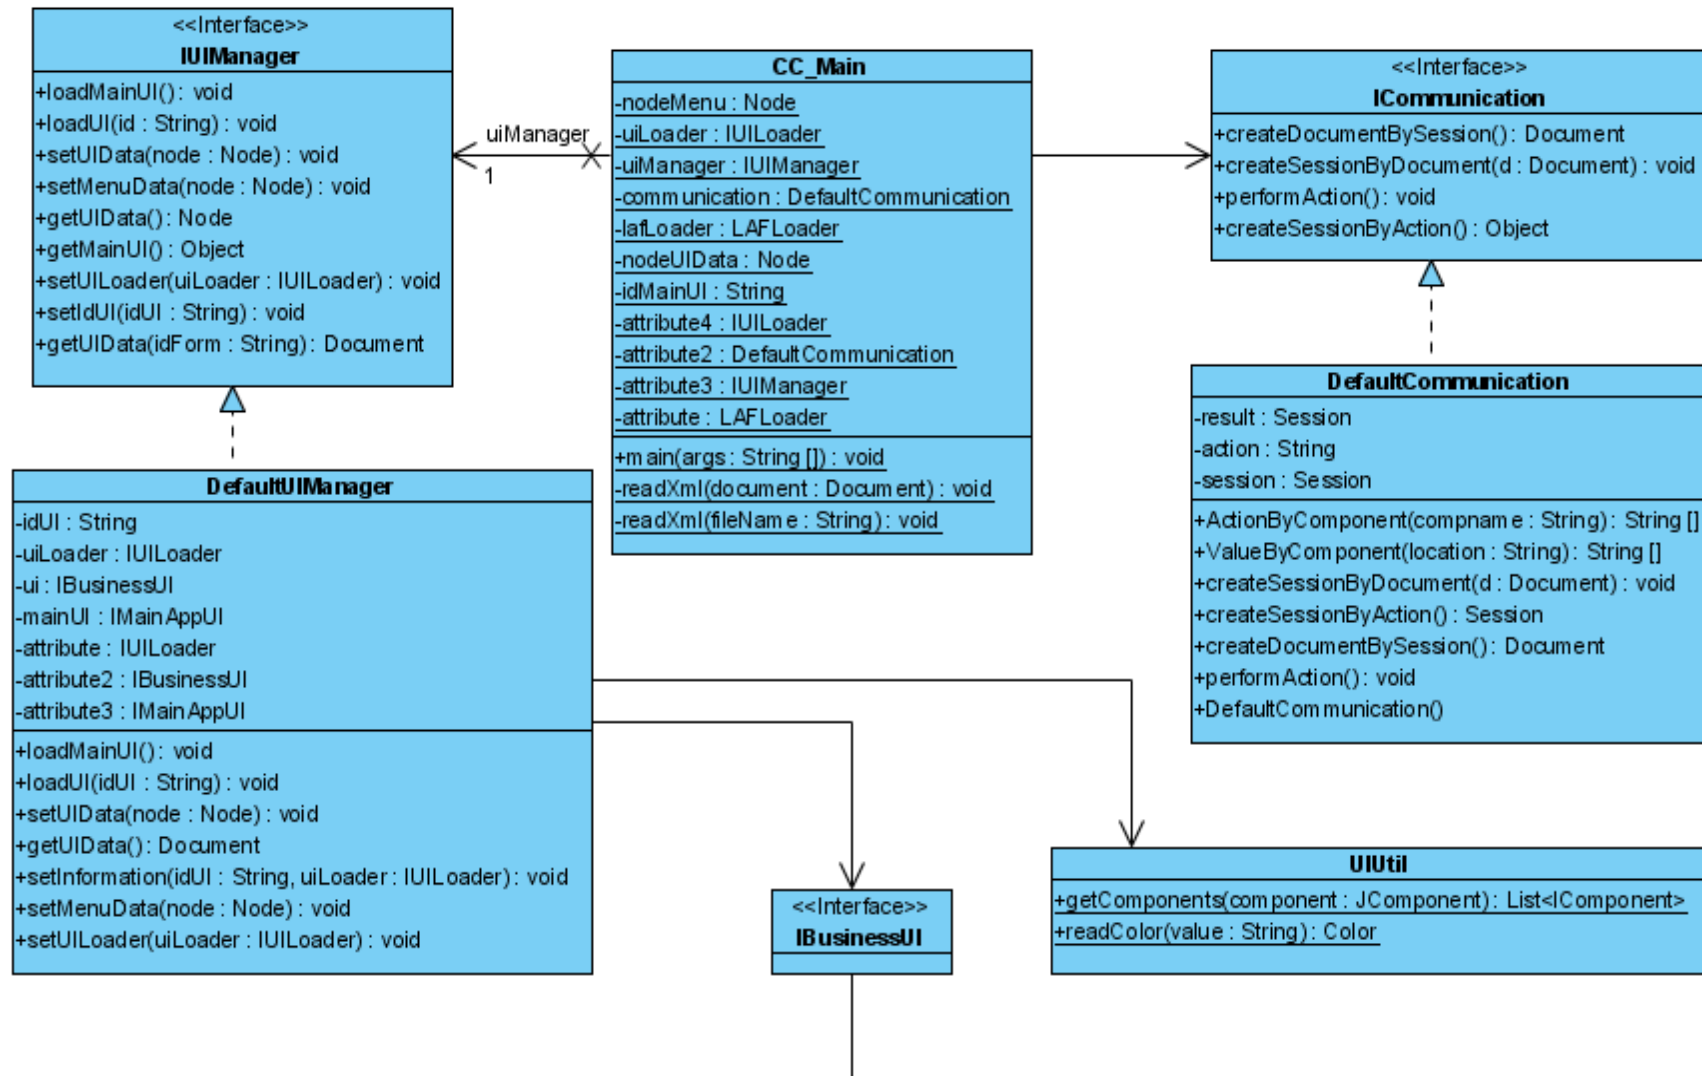 <<Interface>>
IUIManager
+loadMainUI() : void
+loadUI(id : String) : void
+setUIData(node : Node) : void
+setMenuData(node : Node) : void
+getUIData() : Node
+getMainUI() : Object
+setUILoader(uiLoader : IUILoader) : void
+setIdUI(idUI : String) : void
+getUIData(idForm : String) : Document
uiManager
1
CC_Main
-nodeMenu : Node
-uiLoader : IUILoader
-uiManager : IUIManager
-communication : DefaultCommunication
-lafLoader : LAFLoader
-nodeUIData : Node
-idMainUI : String
-attribute4 : IUILoader
-attribute2 : DefaultCommunication
-attribute3 : IUIManager
-attribute : LAFLoader
+main(args : String []) : void
-readXml(document : Document) : void
-readXml(fileName : String) : void
<<Interface>>
ICommunication
+createDocumentBySession() : Document
+createSessionByDocument(d : Document) : void
+performAction() : void
+createSessionByAction() : Object
DefaultCommunication
-result : Session
-action : String
-session : Session
+ActionByComponent(compname : String) : String []
+ValueByComponent(location : String) : String []
+createSessionByDocument(d : Document) : void
+createSessionByAction() : Session
+createDocumentBySession() : Document
+performAction() : void
+DefaultCommunication()
DefaultUIManager
-idUI : String
-uiLoader : IUILoader
-ui : IBusinessUI
-mainUI : IMainAppUI
-attribute : IUILoader
-attribute2 : IBusinessUI
-attribute3 : IMainAppUI
+loadMainUI() : void
+loadUI(idUI : String) : void
+setUIData(node : Node) : void
+getUIData() : Document
+setInformation(idUI : String, uiLoader : IUILoader) : void
+setMenuData(node : Node) : void
+setUILoader(uiLoader : IUILoader) : void
<<Interface>>
IBusinessUI
UIUtil
+getComponents(component : JComponent) : List<IComponent>
+readColor(value : String) : Color